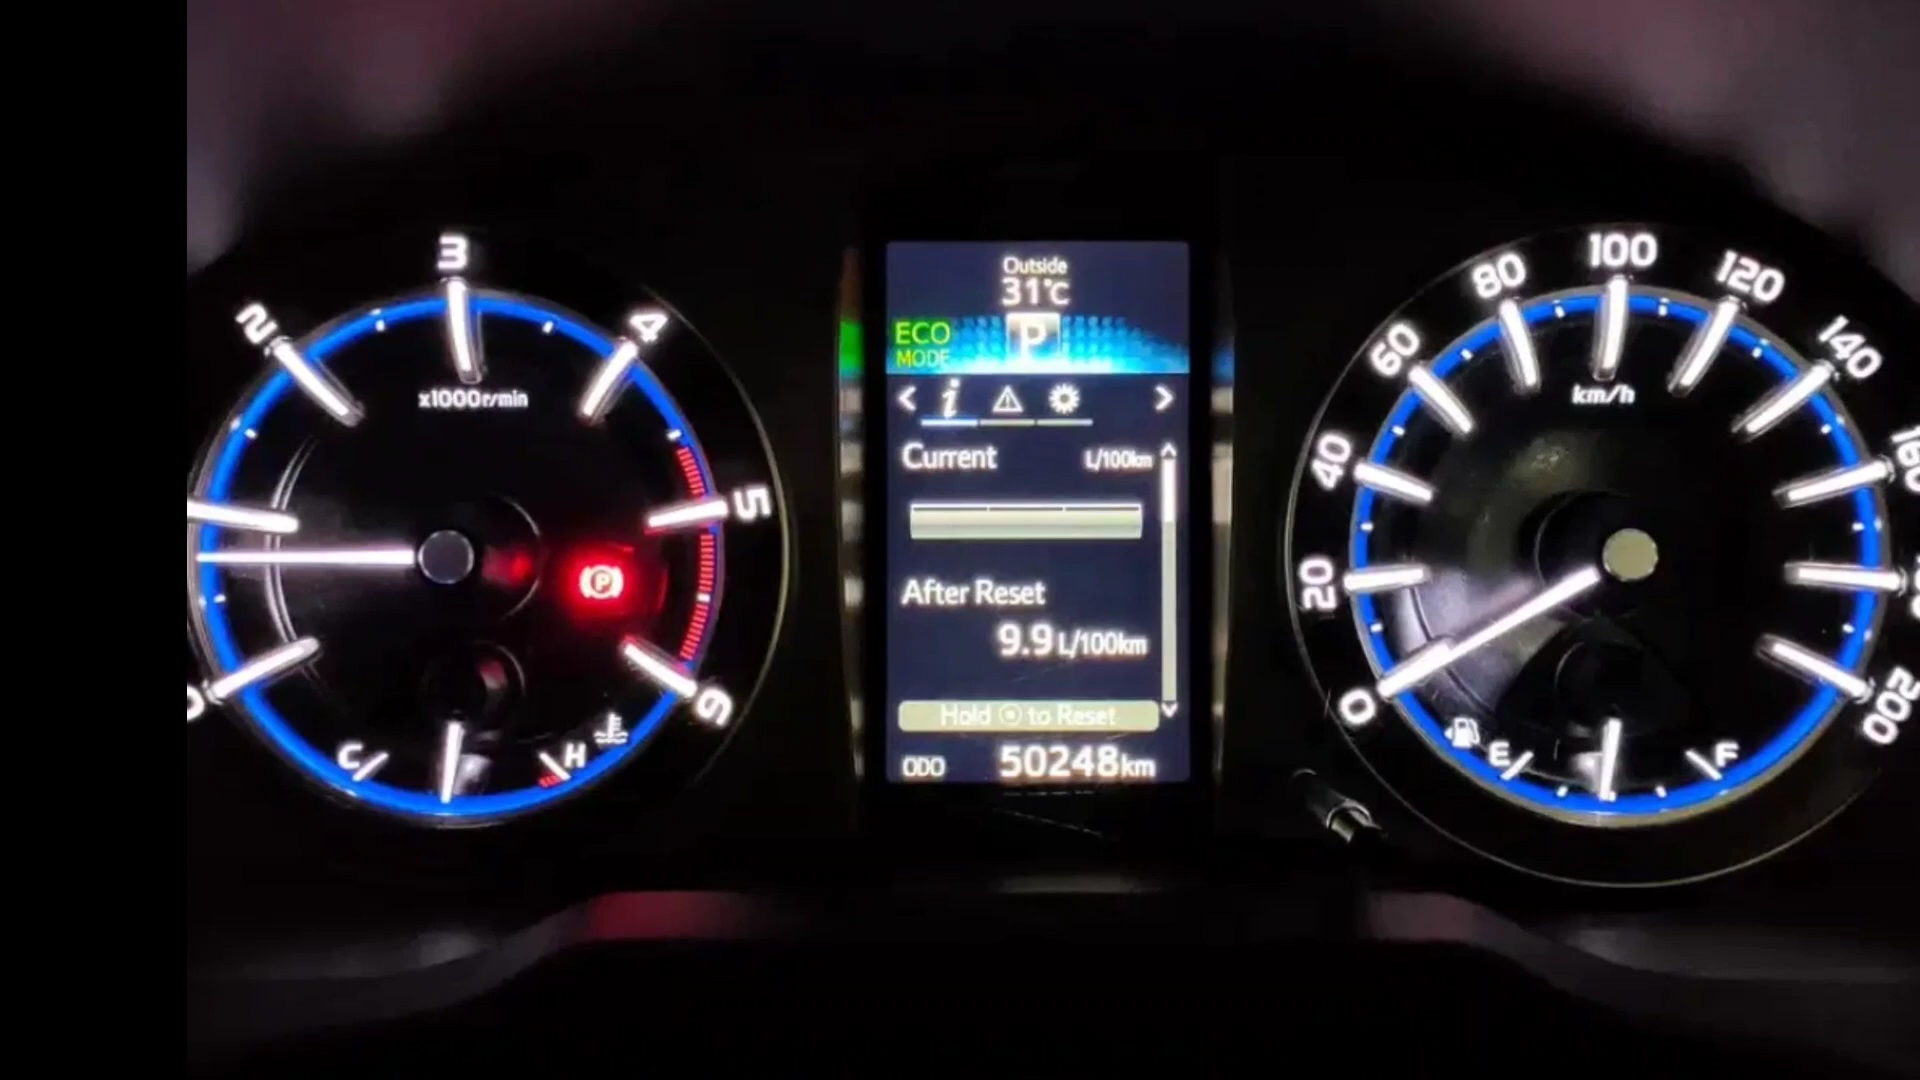 3
2
4
x1000r/min
5
P
6
C
H
Outside
31°C
ECO
MODE
P
i
Current L/100km
After Reset
9.9 L/100km
Hold to Reset
ODO 50248km
100
80
120
60
140
km/h
40
20
0
200
E
F